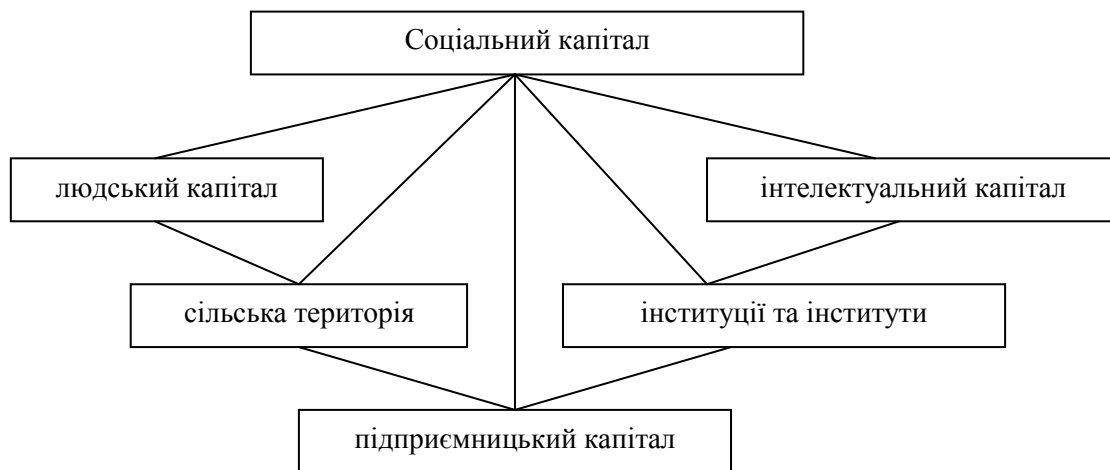 Соціальний капітал
людський капітал
інтелектуальний капітал
сільська територія
інституції та інститути
підприємницький капітал